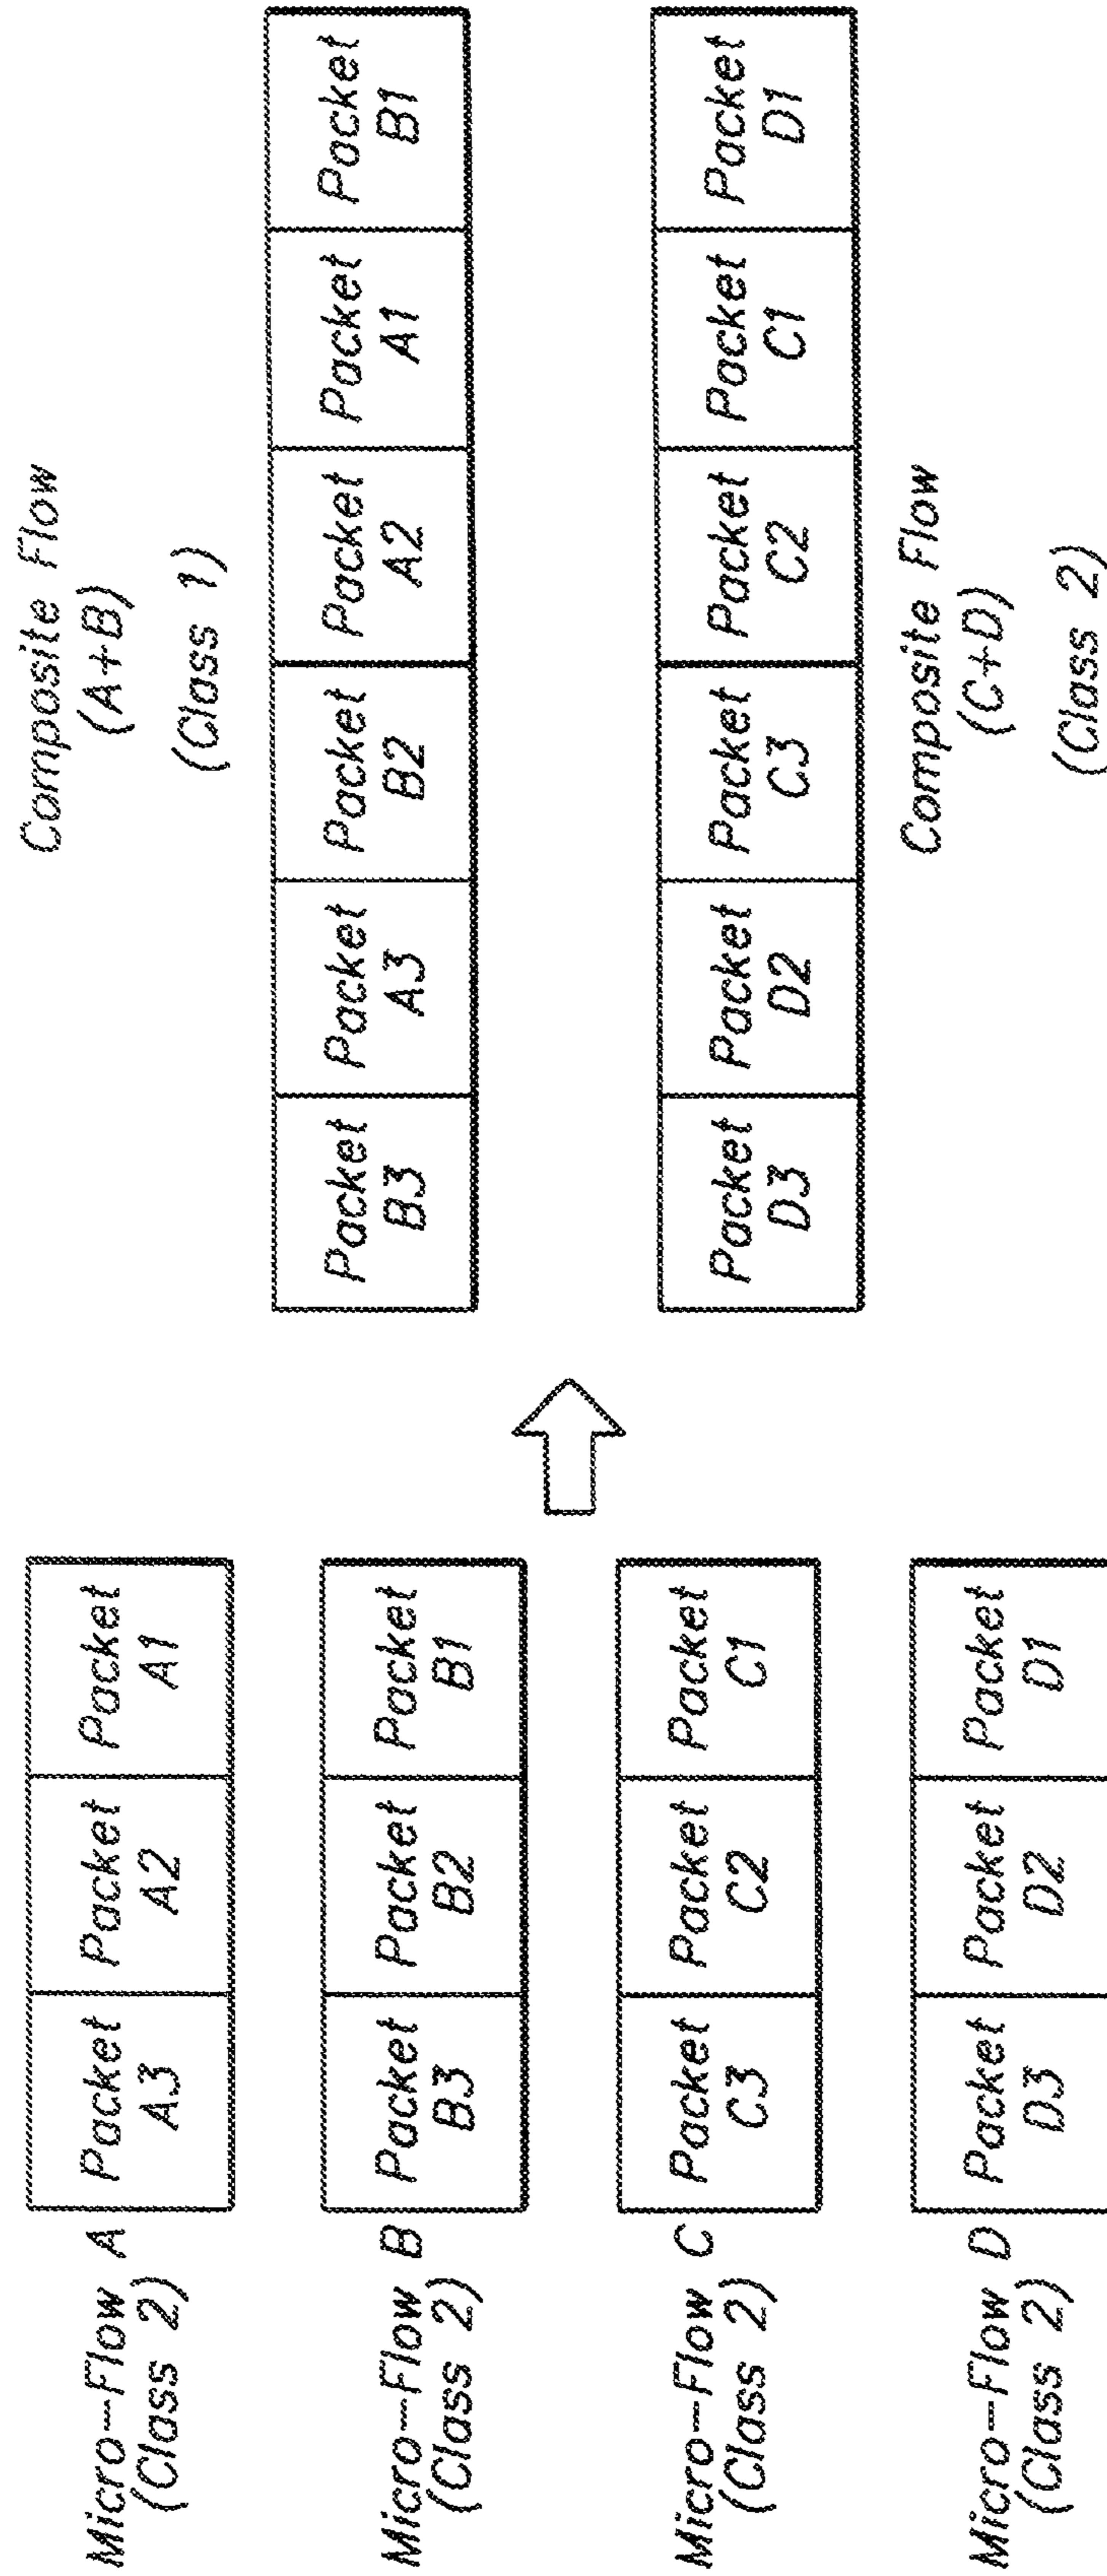 Micro-Flow A
(Class 2)
Packet
A3
Packet
A2
Packet
A1
Micro-Flow B
(Class 2)
Packet
B3
Packet
B2
Packet
B1
Micro-Flow C
(Class 2)
Packet
C3
Packet
C2
Packet
C1
Micro-Flow D
(Class 2)
Packet
D3
Packet
D2
Packet
D1
Composite Flow
(A+B)
(Class 1)
Packet
B3
Packet
A3
Packet
B2
Packet
A2
Packet
A1
Packet
B1
Packet
D3
Packet
D2
Packet
C3
Packet
C2
Packet
C1
Packet
D1
Composite Flow
(C+D)
(Class 2)